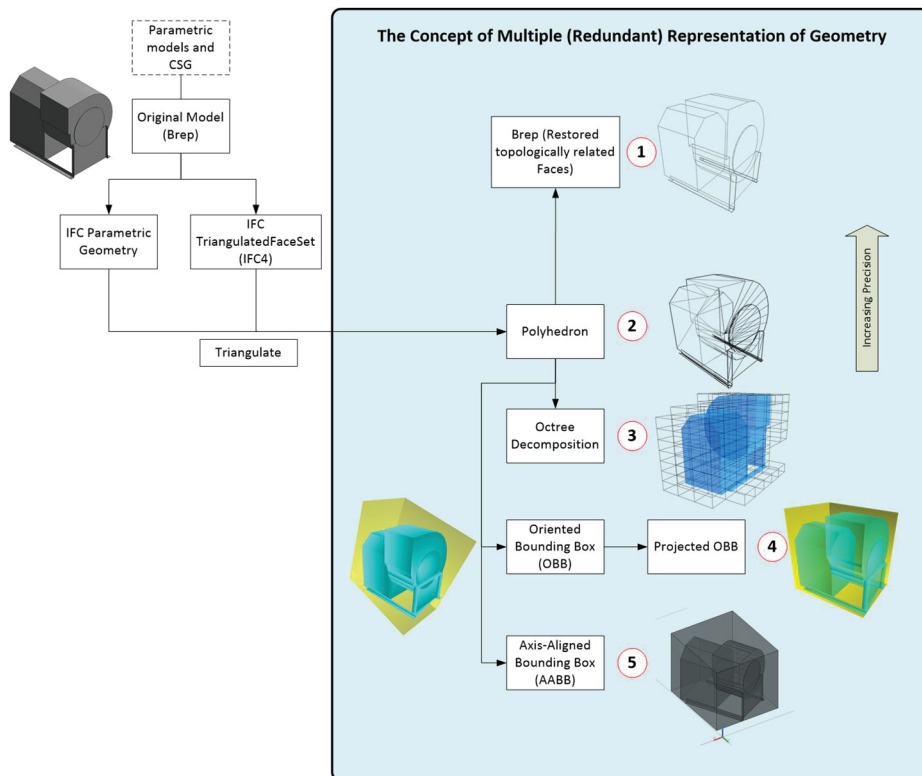 The Concept of Multiple (Redundant) Representation of Geometry
Parametric
models and
CSG
Original Model
(Brep)
IFC Parametric
Geometry
IFC
TriangulatedFaceSet
(IFC4)
Triangulate
Brep (Restored
topologically related
Faces)
1
Increasing Precision
Polyhedron
2
Octree
Decomposition
3
Oriented
Bounding Box
(OBB)
Projected OBB
4
Axis-Aligned
Bounding Box
(AABB)
5